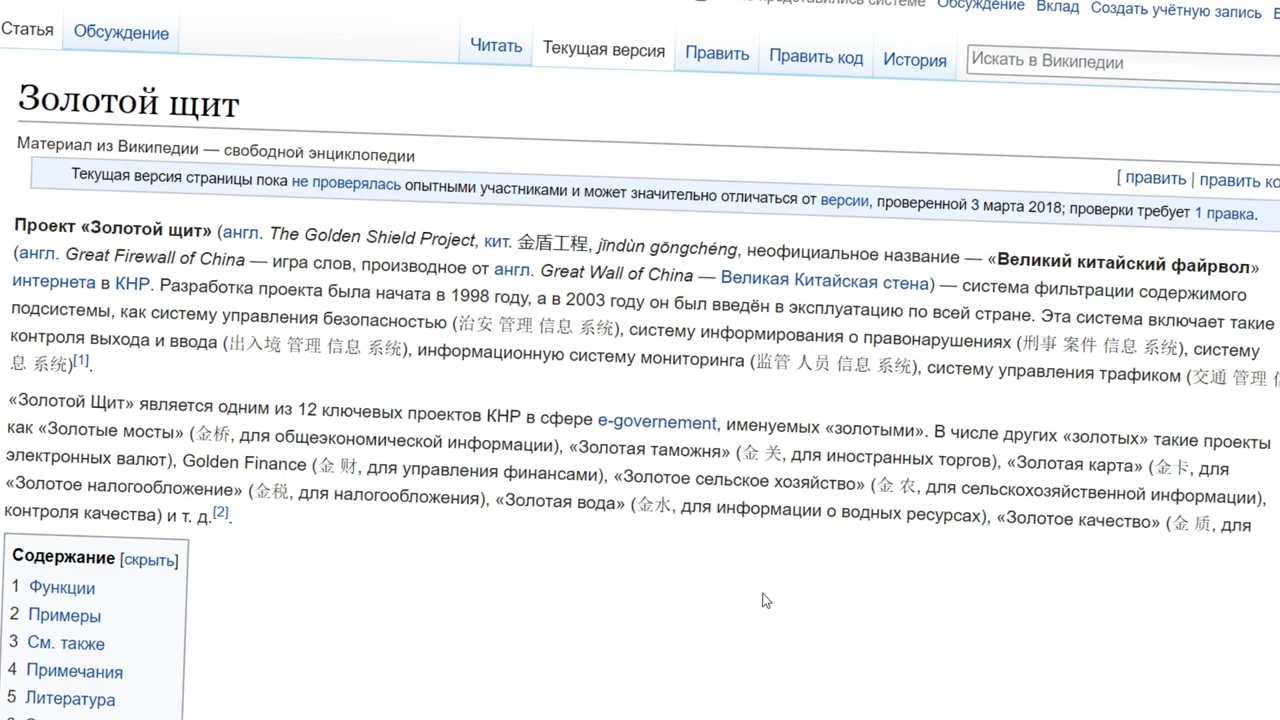 не представились системе Обсуждение Вклад Создать учётную запись
Статья Обсуждение Читать Текущая версия Править Править код История Искать в Википедии
Золотой щит
Материал из Википедии — свободной энциклопедии
[ править | править
Текущая версия страницы пока не проверялась опытными участниками и может значительно отличаться от версии, проверенной 3 марта 2018; проверки требует 1 правка.
Проект «Золотой щит» (англ. The Golden Shield Project, кит. 金盾工程, jīndùn gōngchéng, неофициальное название — «Великий китайский файрвол»
(англ. Great Firewall of China — игра слов, производное от англ. Great Wall of China — Великая Китайская стена) — система фильтрации содержимого
интернета в КНР. Разработка проекта была начата в 1998 году, а в 2003 году он был введён в эксплуатацию по всей стране. Эта система включает такие
подсистемы, как систему управления безопасностью (治安 管理 信息 系统), систему информирования о правонарушениях (刑事 案件 信息 系统), систему
контроля выхода и ввода (出入境 管理 信息 系统), информационную систему мониторинга (监管 人员 信息 系统), систему управления трафиком (交通 管理
息 系统)[1].
«Золотой Щит» является одним из 12 ключевых проектов КНР в сфере e-governement, именуемых «золотыми». В числе других «золотых» такие проекты
как «Золотые мосты» (金桥, для общеэкономической информации), «Золотая таможня» (金 关, для иностранных торгов), «Золотая карта» (金卡, для
электронных валют), Golden Finance (金 财, для управления финансами), «Золотое сельское хозяйство» (金 农, для сельскохозяйственной информации),
«Золотое налогообложение» (金税, для налогообложения), «Золотая вода» (金水, для информации о водных ресурсах), «Золотое качество» (金 质, для
контроля качества) и т. д.[2].
Содержание [скрыть]
1 Функции
2 Примеры
3 См. также
4 Примечания
5 Литература